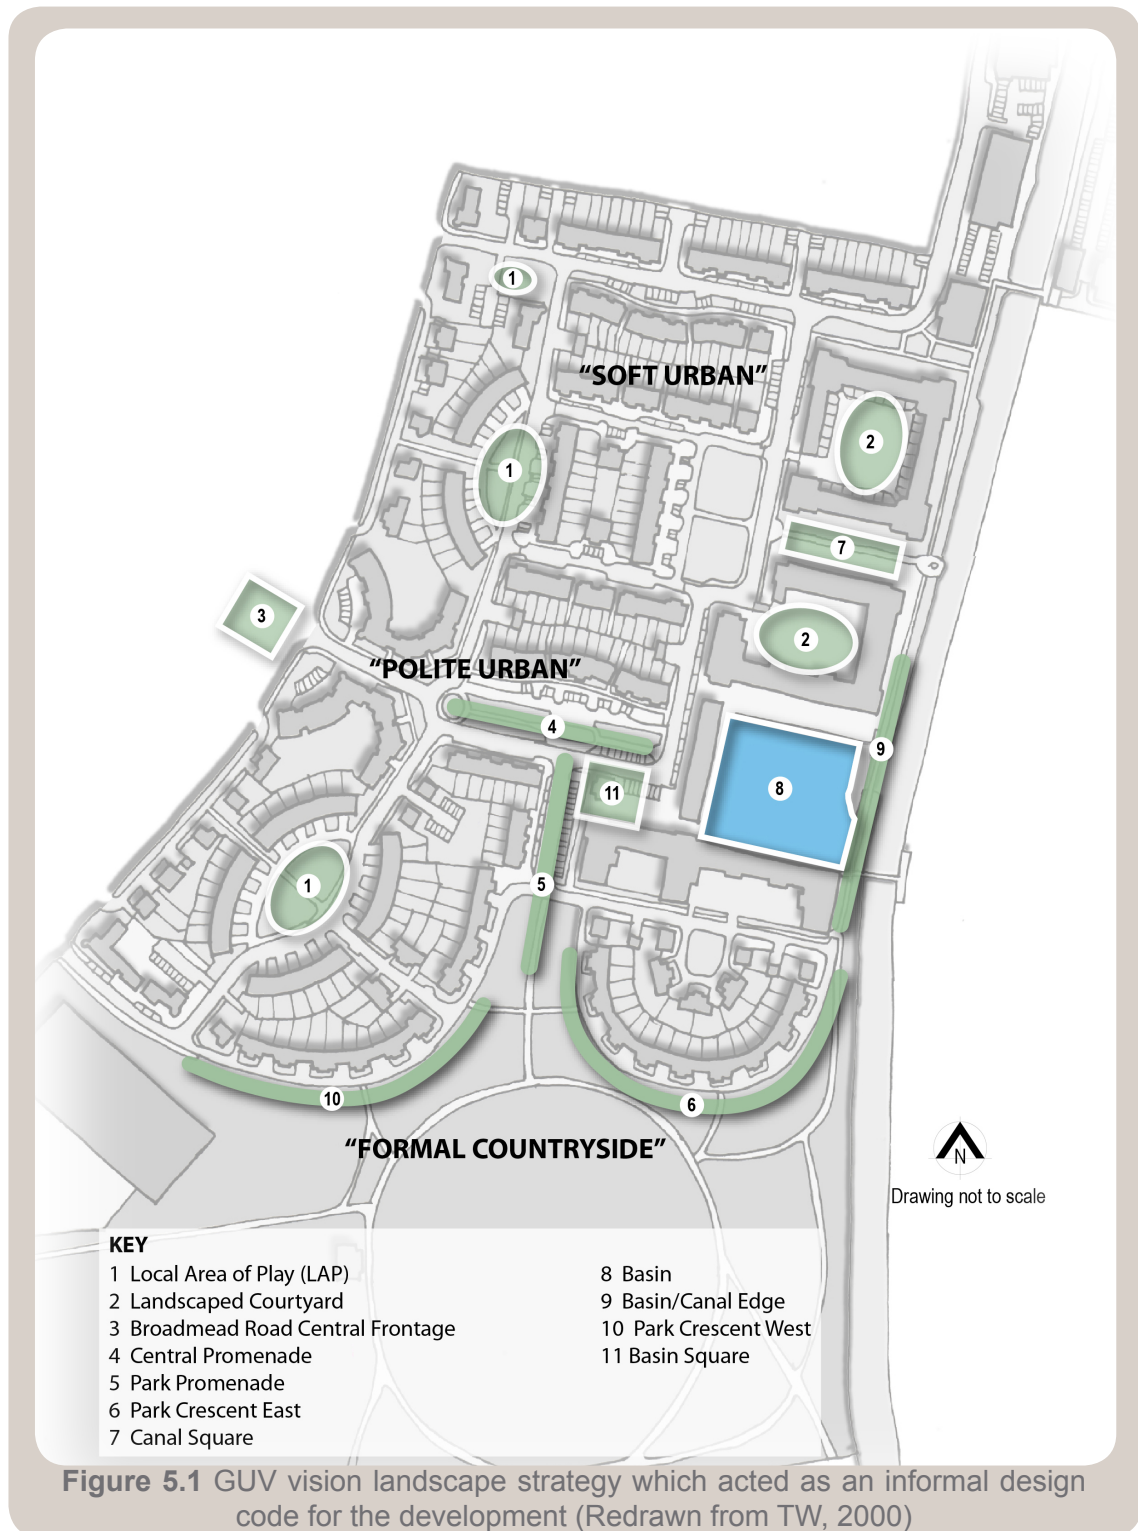 1
"SOFT URBAN"
2
1
7
3
2
"POLITE URBAN"
4
9
8
11
5
1
10
6
"FORMAL COUNTRYSIDE"
N
Drawing not to scale
KEY
1 Local Area of Play (LAP)
2 Landscaped Courtyard
3 Broadmead Road Central Frontage
4 Central Promenade
5 Park Promenade
6 Park Crescent East
7 Canal Square
8 Basin
9 Basin/Canal Edge
10 Park Crescent West
11 Basin Square
Figure 5.1 GUV vision landscape strategy which acted as an informal design
code for the development (Redrawn from TW, 2000)